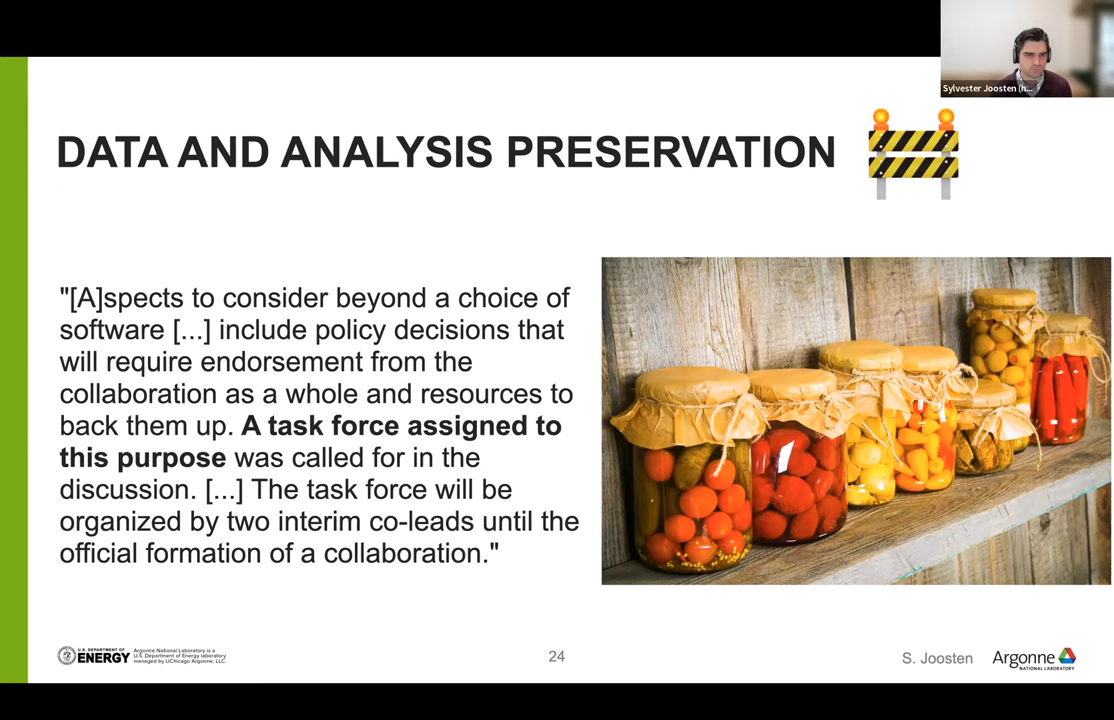 Sylvester Joosten (h...
DATA AND ANALYSIS PRESERVATION
"[A]spects to consider beyond a choice of
software [...] include policy decisions that
will require endorsement from the
collaboration as a whole and resources to
back them up. A task force assigned to
this purpose was called for in the
discussion. [...] The task force will be
organized by two interim co-leads until the
official formation of a collaboration."
U.S. DEPARTMENT OF
ENERGY
Argonne National Laboratory is a
U.S. Department of Energy laboratory
managed by UChicago Argonne, LLC.
24
S. Joosten
Argonne
NATIONAL LABORATORY